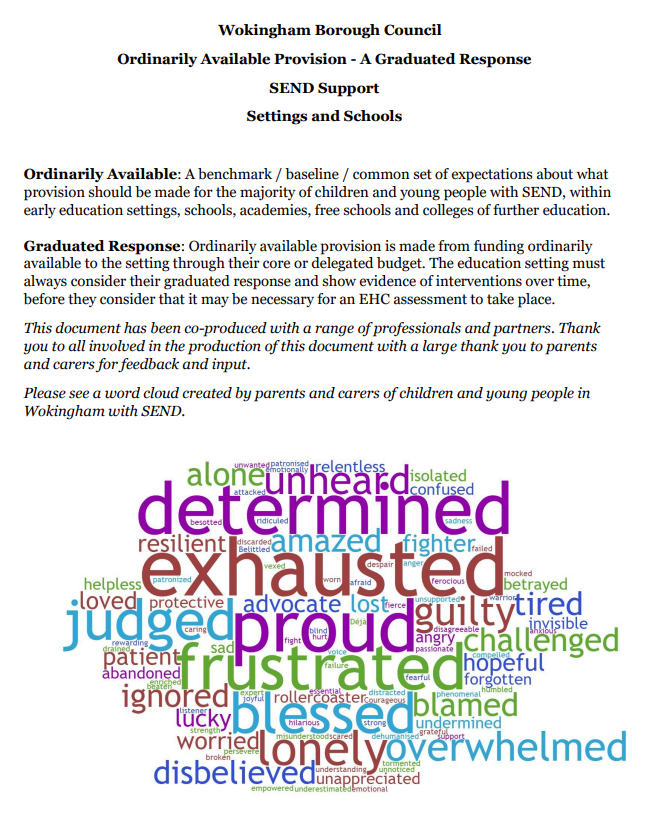 Wokingham Borough Council
Ordinarily Available Provision - A Graduated Response
SEND Support
Settings and Schools
Ordinarily Available: A benchmark / baseline / common set of expectations about what
provision should be made for the majority of children and young people with SEND, within
early education settings, schools, academies, free schools and colleges of further education.
Graduated Response: Ordinarily available provision is made from funding ordinarily
available to the setting through their core or delegated budget. The education setting must
always consider their graduated response and show evidence of interventions over time,
before they consider that it may be necessary for an EHC assessment to take place.
This document has been co-produced with a range of professionals and partners. Thank
you to all involved in the production of this document with a large thank you to parents
and carers for feedback and input.
Please see a word cloud created by parents and carers of children and young people in
Wokingham with SEND.
unwanted patronised relentless
alone emotionally unheard isolated
attacked confused
determined
besotted ridiculed sadness
resilient discarded Belittled amazed fighter failed
exhausted
vexed despair anger
patronized worn afraid ferocious mocked
helpless betrayed
loved protective advocate lost fierce unsupported warrior tired
judged caring proud guilty invisible
Déja disagreeable anxious
blind hurt fight angry passionate challenged
rewarding drained sad voice compelled
patient frustrated hopeful
abandoned failure fearful forgotten
enriched beaten expert essential distracted phenomenal humbled
ignored joyful rollercoaster courageous blamed
listener lucky blessed undermined
strength hilarious strong grateful
worried misunderstood scared dehumanised support
persevere lonely overwhelmed
broken tormented
disbelieved understanding unnoticed
unappreciated
empowered underestimated emotional